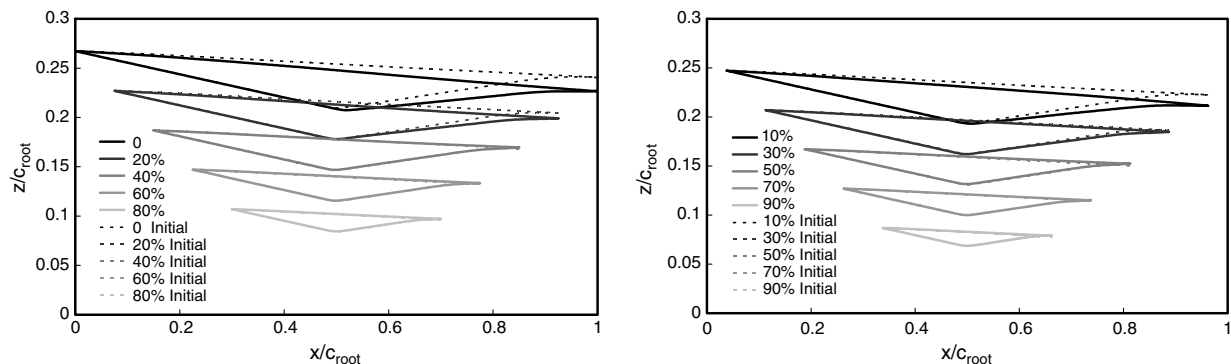 0.3
0.25
0.2
0.15
0.1
0.05
0
z/c_root
0
20%
40%
60%
80%
0 Initial
20% Initial
40% Initial
60% Initial
80% Initial
0
0.2
0.4
0.6
0.8
1
x/c_root
0.3
0.25
0.2
0.15
0.1
0.05
0
z/c_root
10%
30%
50%
70%
90%
10% Initial
30% Initial
50% Initial
70% Initial
90% Initial
0
0.2
0.4
0.6
0.8
1
x/c_root